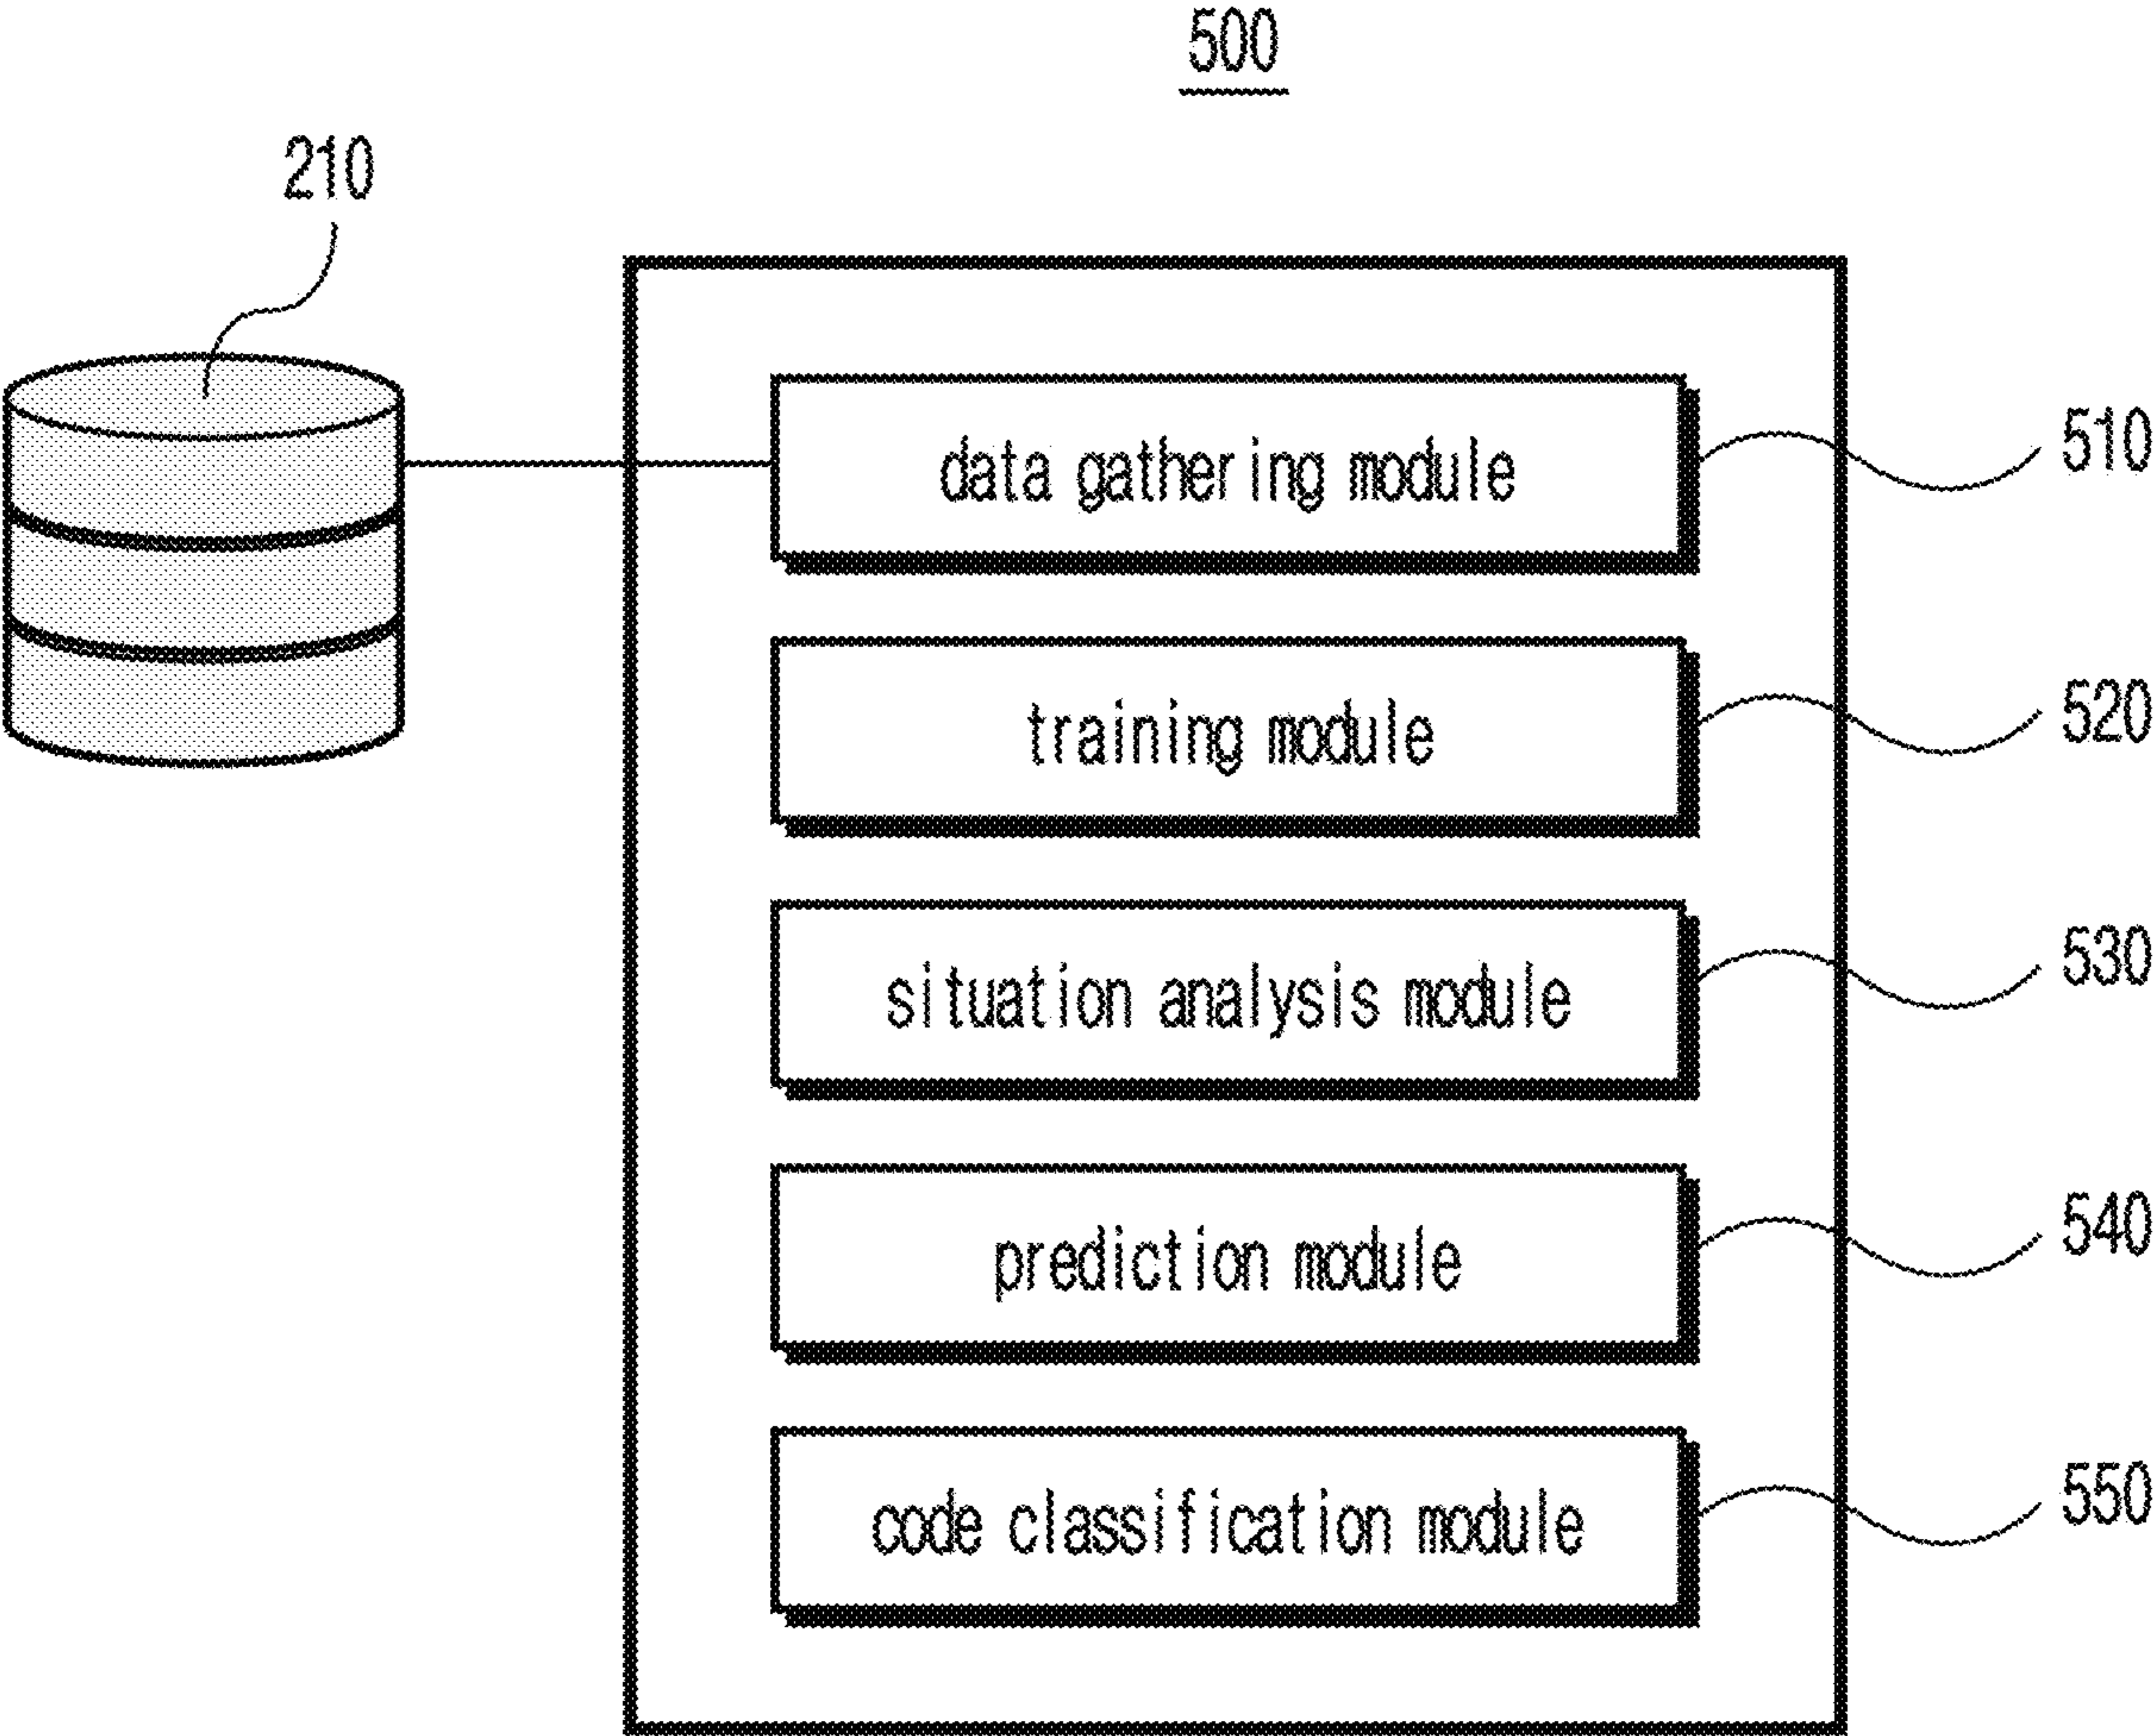 500
210
data gathering module
510
training module
520
situation analysis module
530
prediction module
540
code classification module
550